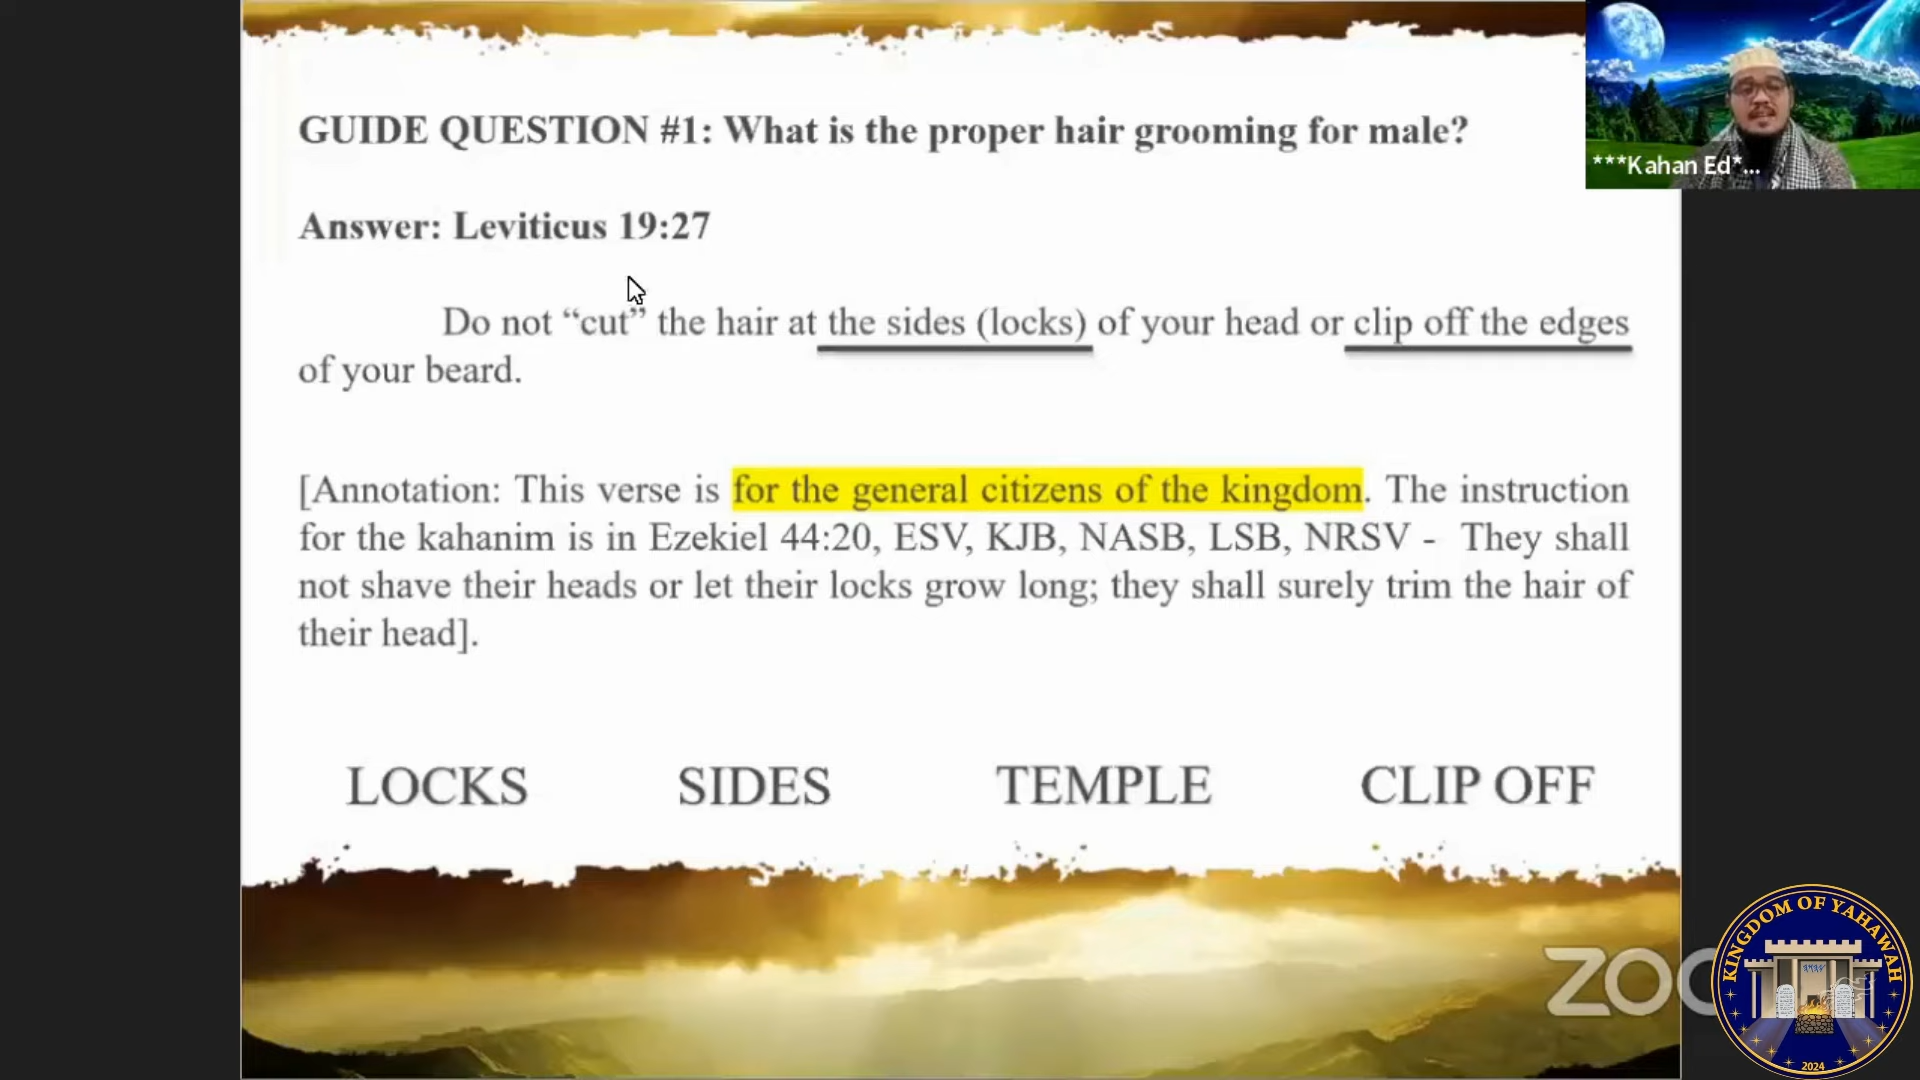 GUIDE QUESTION #1: What is the proper hair grooming for male?
***Kahan Ed*...
Answer: Leviticus 19:27
Do not “cut” the hair at the sides (locks) of your head or clip off the edges
of your beard.
[Annotation: This verse is for the general citizens of the kingdom. The instruction
for the kahanim is in Ezekiel 44:20, ESV, KJB, NASB, LSB, NRSV - They shall
not shave their heads or let their locks grow long; they shall surely trim the hair of
their head].
LOCKS SIDES TEMPLE CLIP OFF
KINGDOM OF YAHAWAH
2024